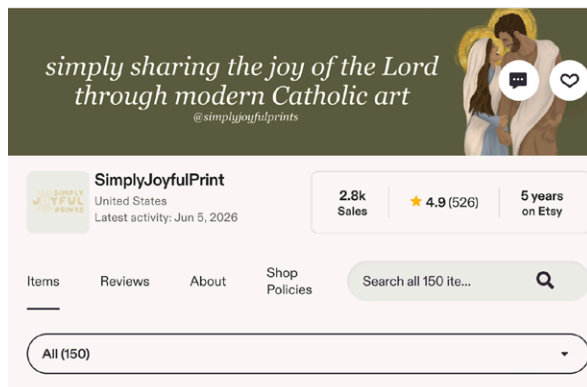 simply sharing the joy of the Lord
through modern Catholic art
@simplyjoyfulprints
SIMPLY
JOYFUL
PRINTS
SimplyJoyfulPrint
United States
Latest activity: Jun 5, 2026
2.8k
Sales
4.9 (526)
5 years
on Etsy
Items
Reviews
About
Shop
Policies
Search all 150 ite...
All (150)